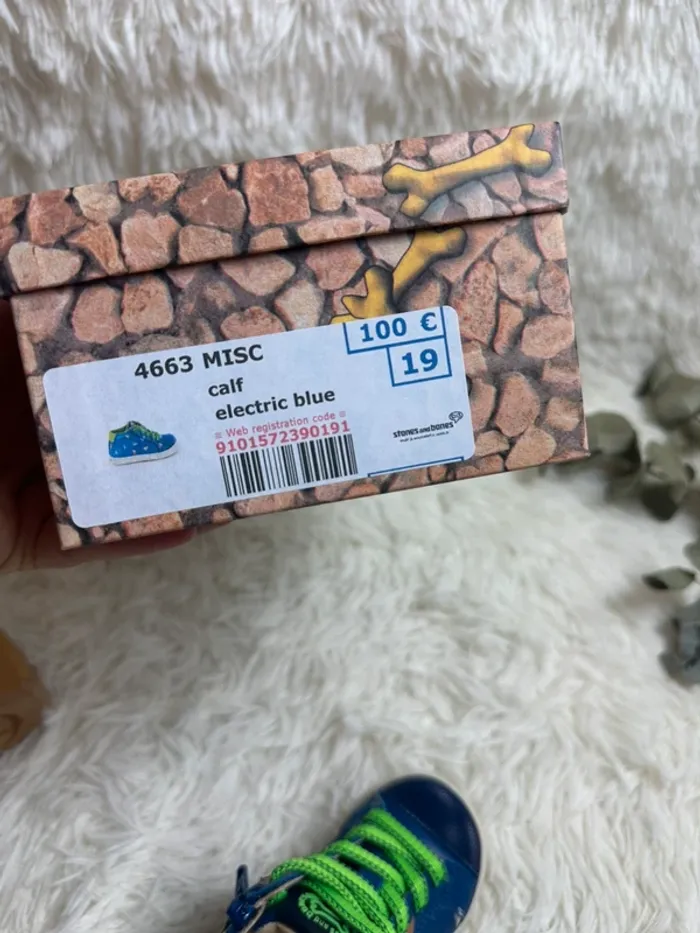 4663 MISC
100 €
19
calf
electric blue
Web registration code
9101572390191
stones and bones